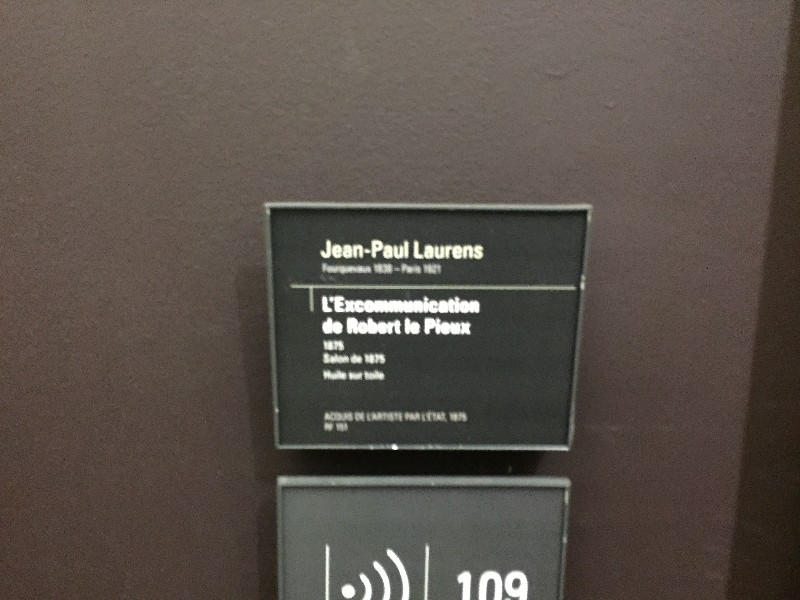 Jean-Paul Laurens
Fourquevaux 1838 – Paris 1921
L'Excommunication
de Robert le Pieux
1875
Salon de 1875
Huile sur toile
ACQUIS DE L'ARTISTE PAR L'ÉTAT, 1875
RF 151
109